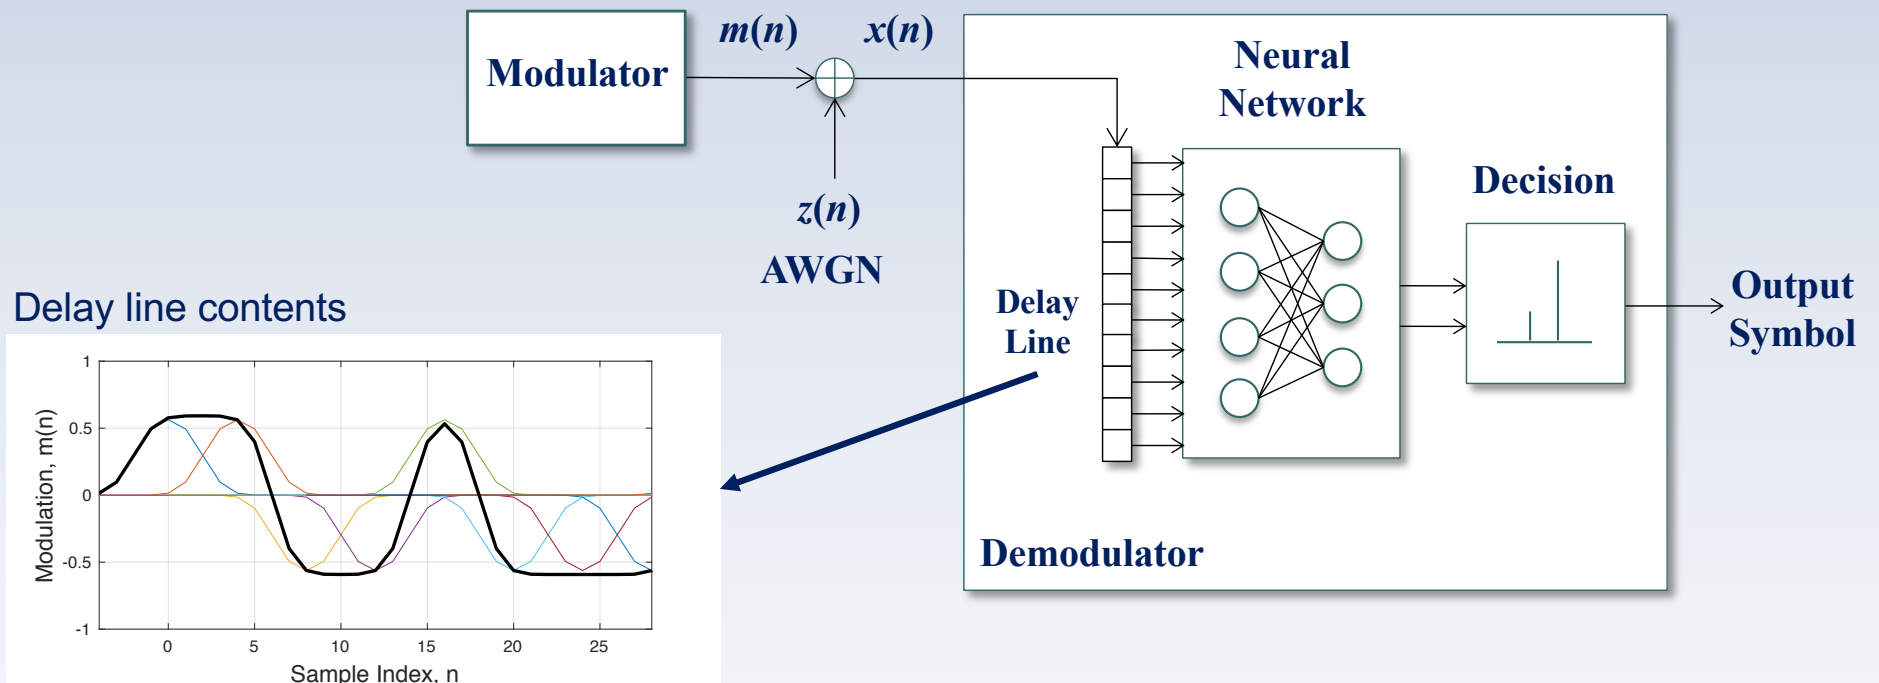 m(n)
x(n)
Modulator
z(n)
AWGN
Neural
Network
Decision
Delay
Line
Output
Symbol
Demodulator
Delay line contents
Modulation, m(n)
1
0.5
0
-0.5
-1
0
5
10
15
20
25
Sample Index, n